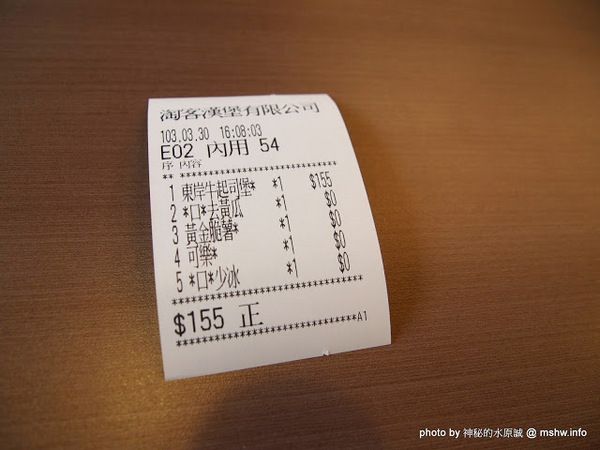 淘客漢堡有限公司
103,03,30 16:08:03
E02 內用 54
序 內容
** **************************
1 東岸牛起司堡* *1 $155
2 *口*去黃瓜 *1 $0
3 黃金脆薯* *1 $0
4 可樂* *1 $0
5 *口*少冰 *1 $0
******************************
$155 正
****************************A1
photo by 神秘的水原誠 @ mshw.info